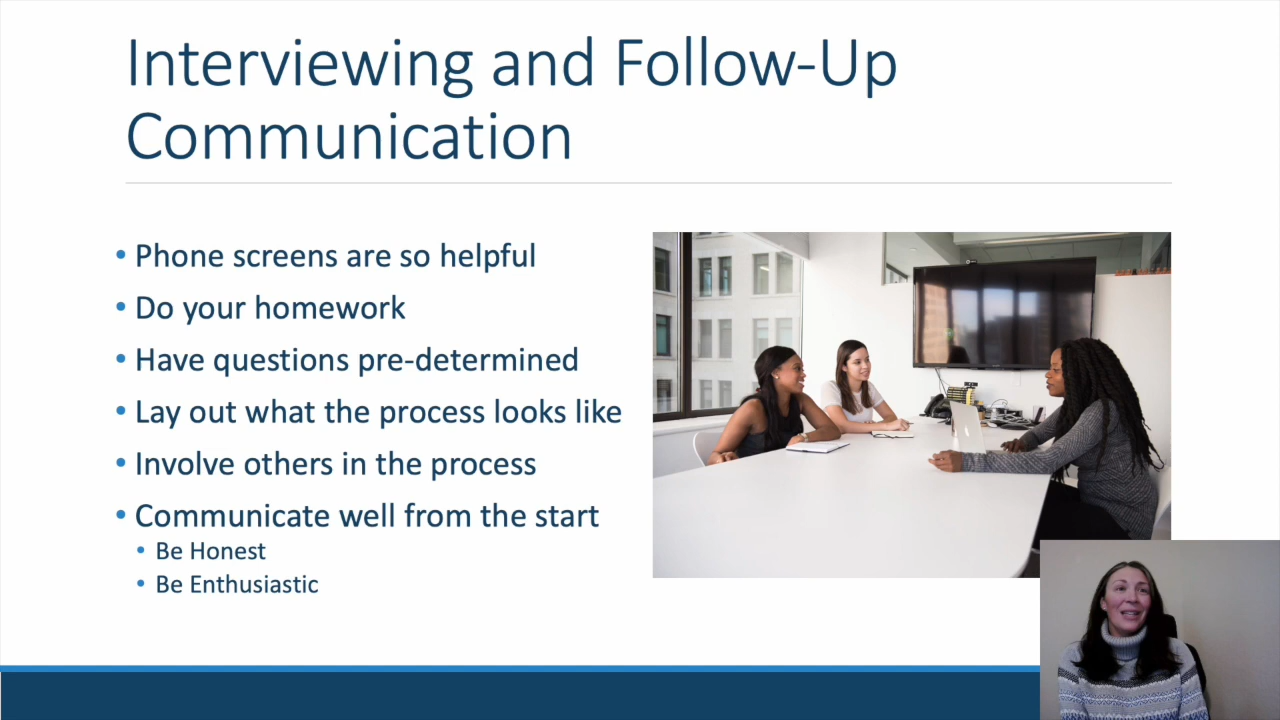 Interviewing and Follow-Up
Communication
• Phone screens are so helpful
• Do your homework
• Have questions pre-determined
• Lay out what the process looks like
• Involve others in the process
• Communicate well from the start
• Be Honest
• Be Enthusiastic